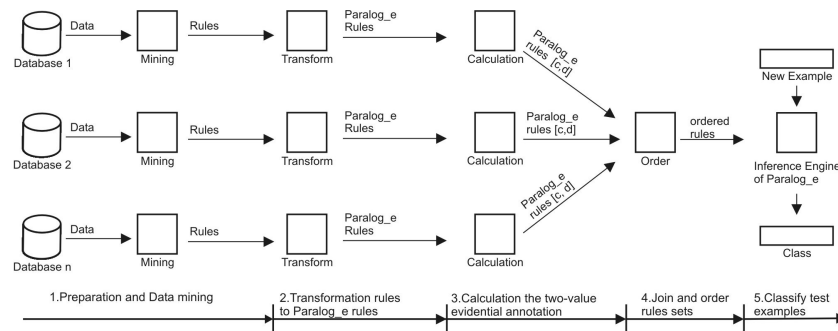 Data
Rules
Paralog_e
Rules
Paralog_e
rules [c,d]
Database 1
Mining
Transform
Calculation
New Example
Data
Rules
Paralog_e
Rules
Paralog_e
rules [c,d]
ordered
rules
Database 2
Mining
Transform
Calculation
Order
Inference Engine
of Paralog_e
Data
Rules
Paralog_e
Rules
Paralog_e
rules [c, d]
Database n
Mining
Transform
Calculation
Class
1.Preparation and Data mining
2.Transformation rules
to Paralog_e rules
3.Calculation the two-value
evidential annotation
4.Join and order
rules sets
5.Classify test
examples